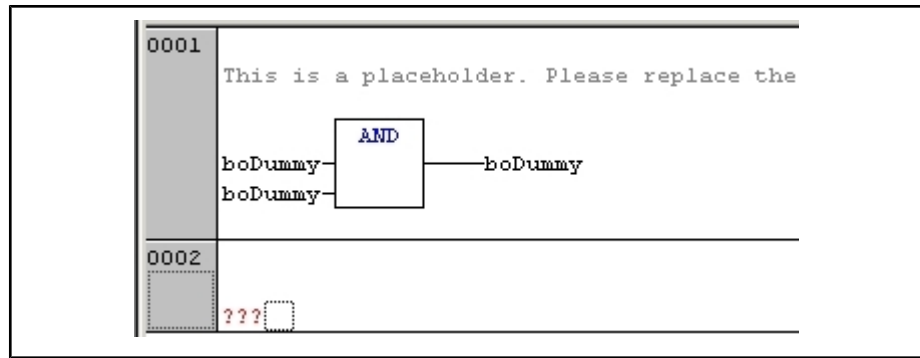 0001
This is a placeholder. Please replace the
AND
boDummy boDummy
boDummy
0002
???